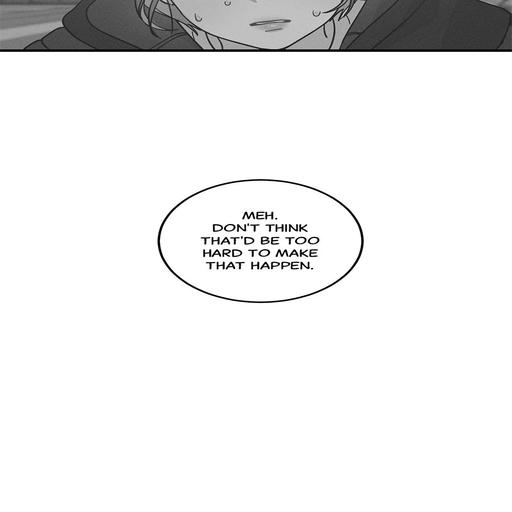 MEH.
DON'T THINK
THAT'D BE TOO
HARD TO MAKE
THAT HAPPEN.